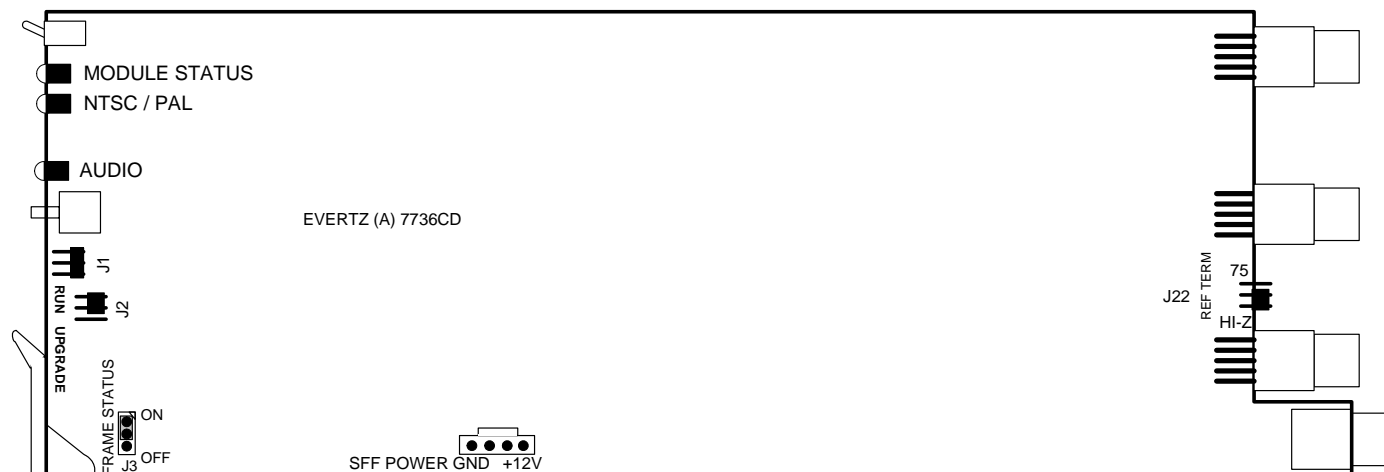 MODULE STATUS
NTSC / PAL
AUDIO
EVERTZ (A) 7736CD
J1
RUN UPGRADE
J2
FRAME STATUS
ON
OFF
J3
SFF POWER GND +12V
J22
REF TERM
75
HI-Z